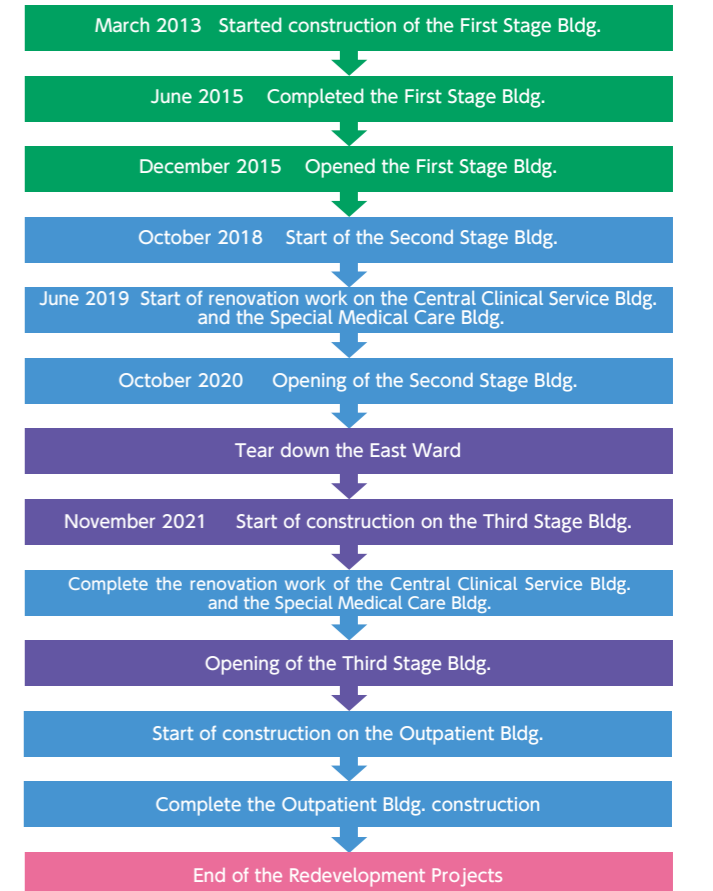 March 2013 Started construction of the First Stage Bldg.
June 2015 Completed the First Stage Bldg.
December 2015 Opened the First Stage Bldg.
October 2018 Start of the Second Stage Bldg.
June 2019 Start of renovation work on the Central Clinical Service Bldg.
and the Special Medical Care Bldg.
October 2020 Opening of the Second Stage Bldg.
Tear down the East Ward
November 2021 Start of construction on the Third Stage Bldg.
Complete the renovation work of the Central Clinical Service Bldg.
and the Special Medical Care Bldg.
Opening of the Third Stage Bldg.
Start of construction on the Outpatient Bldg.
Complete the Outpatient Bldg. construction
End of the Redevelopment Projects